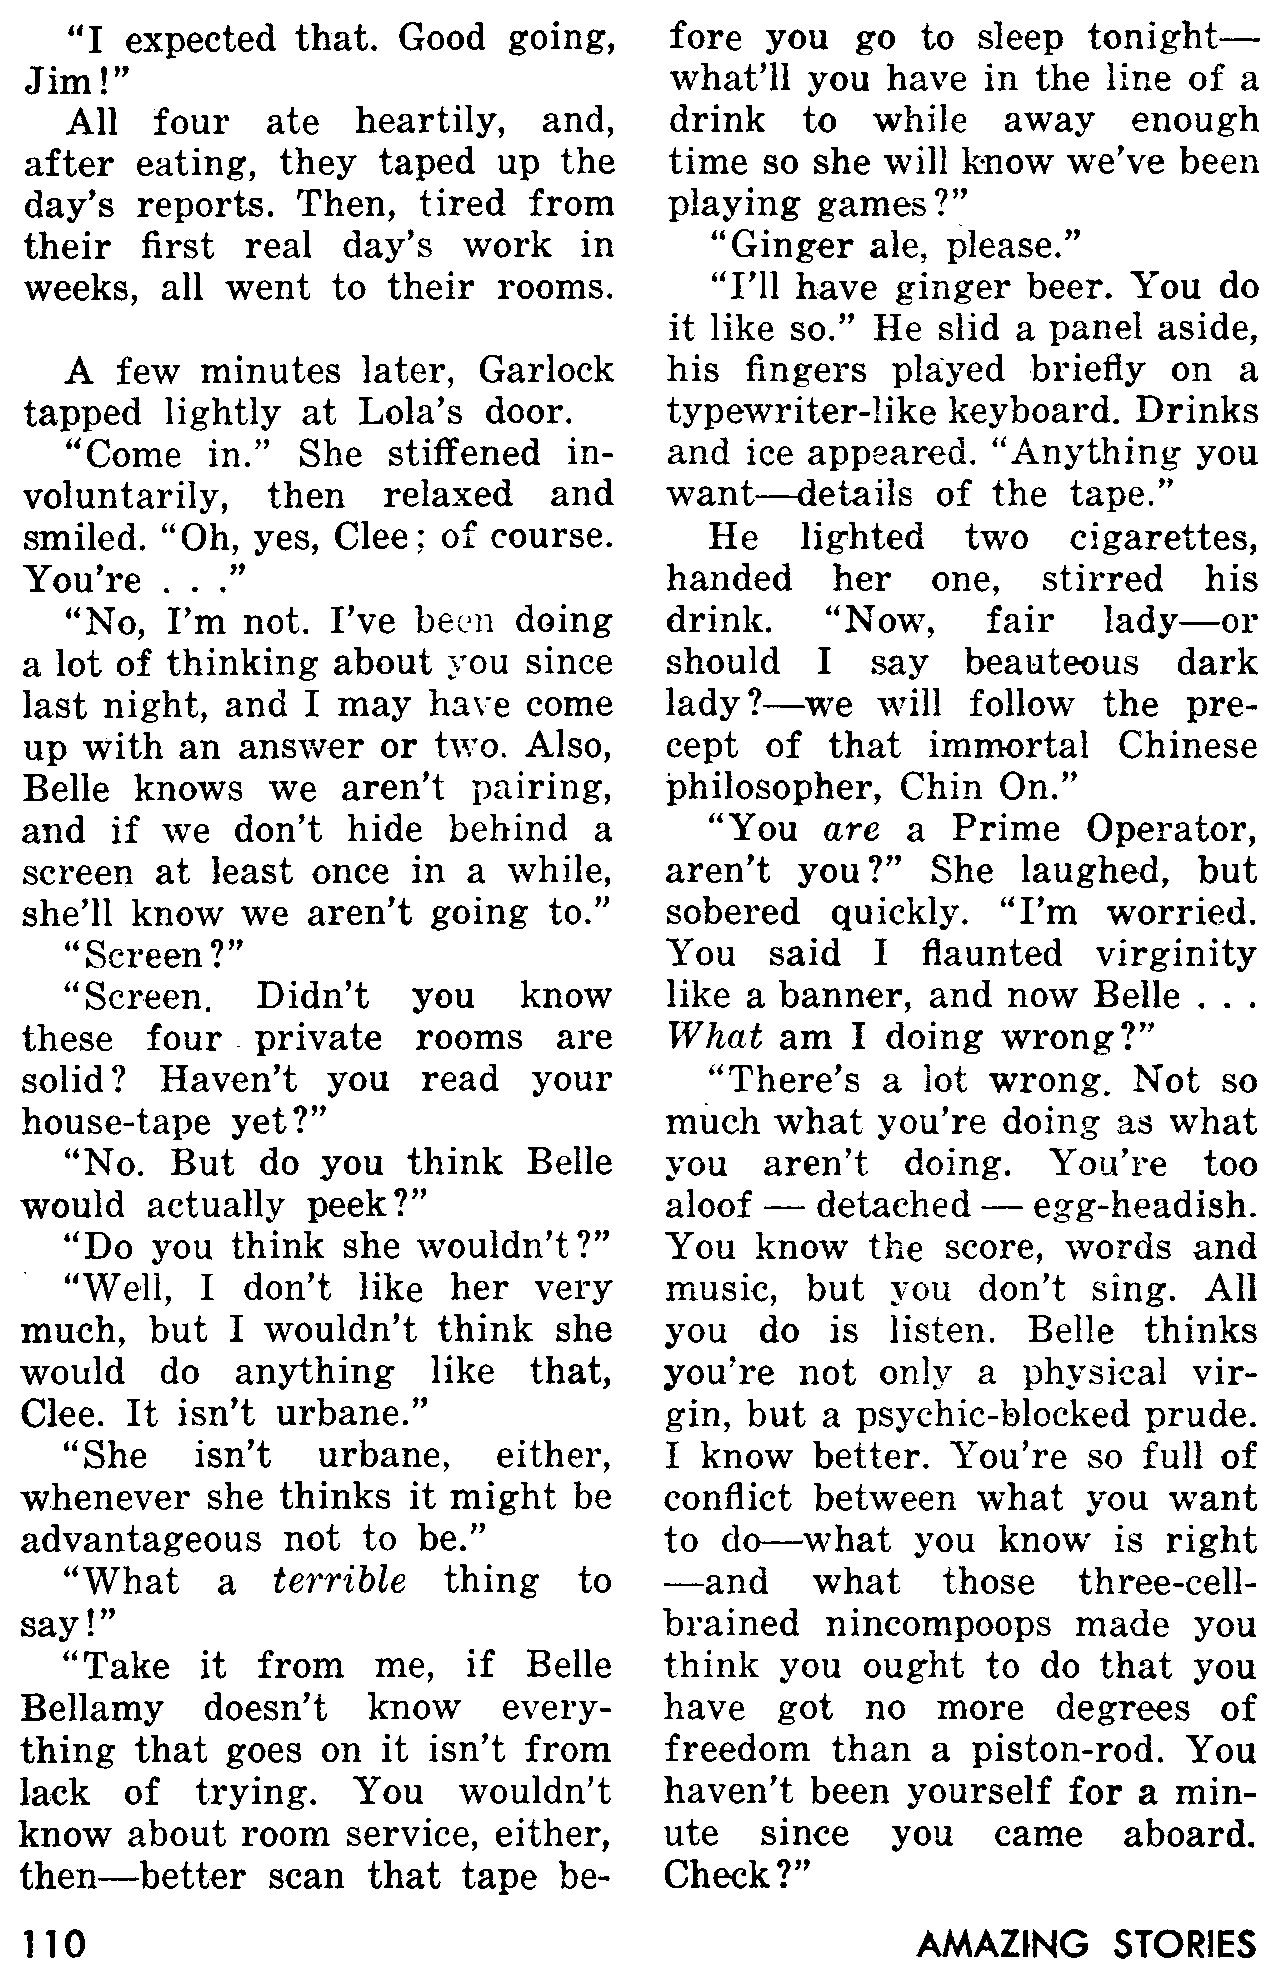 “I expected that. Good going,
Jim!”
All four ate heartily, and,
after eating, they taped up the
day’s reports. Then, tired from
their first real day’s work in
weeks, all went to their rooms.
A few minutes later, Garlock
tapped lightly at Lola’s door.
“Come in.” She stiffened in-
voluntarily, then relaxed and
smiled. “Oh, yes, Clee; of course.
You’re . . .”
“No, I’m not. I’ve been doing
a lot of thinking about you since
last night, and I may have come
up with an answer or two. Also,
Belle knows we aren’t pairing,
and if we don’t hide behind a
screen at least once in a while,
she’ll know we aren’t going to.”
“Screen?”
“Screen. Didn’t you know
these four private rooms are
solid? Haven’t you read your
house-tape yet?”
“No. But do you think Belle
would actually peek?”
“Do you think she wouldn’t?”
“Well, I don’t like her very
much, but I wouldn’t think she
would do anything like that,
Clee. It isn’t urbane.”
“She isn’t urbane, either,
whenever she thinks it might be
advantageous not to be.”
“What a terrible thing to
say!”
“Take it from me, if Belle
Bellamy doesn’t know every-
thing that goes on it isn’t from
lack of trying. You wouldn’t
know about room service, either,
then—better scan that tape be-
fore you go to sleep tonight—
what’ll you have in the line of a
drink to while away enough
time so she will know we’ve been
playing games?”
“Ginger ale, please.”
“I’ll have ginger beer. You do
it like so.” He slid a panel aside,
his fingers played briefly on a
typewriter-like keyboard. Drinks
and ice appeared. “Anything you
want—details of the tape.”
He lighted two cigarettes,
handed her one, stirred his
drink. “Now, fair lady—or
should I say beauteous dark
lady?—we will follow the pre-
cept of that immortal Chinese
philosopher, Chin On.”
“You are a Prime Operator,
aren’t you?” She laughed, but
sobered quickly. “I’m worried.
You said I flaunted virginity
like a banner, and now Belle . . .
What am I doing wrong?”
“There’s a lot wrong. Not so
much what you’re doing as what
you aren’t doing. You’re too
aloof — detached — egg-headish.
You know the score, words and
music, but you don’t sing. All
you do is listen. Belle thinks
you’re not only a physical vir-
gin, but a psychic-blocked prude.
I know better. You’re so full of
conflict between what you want
to do—what you know is right
—and what those three-cell-
brained nincompoops made you
think you ought to do that you
have got no more degrees of
freedom than a piston-rod. You
haven’t been yourself for a min-
ute since you came aboard.
Check?”
110 AMAZING STORIES